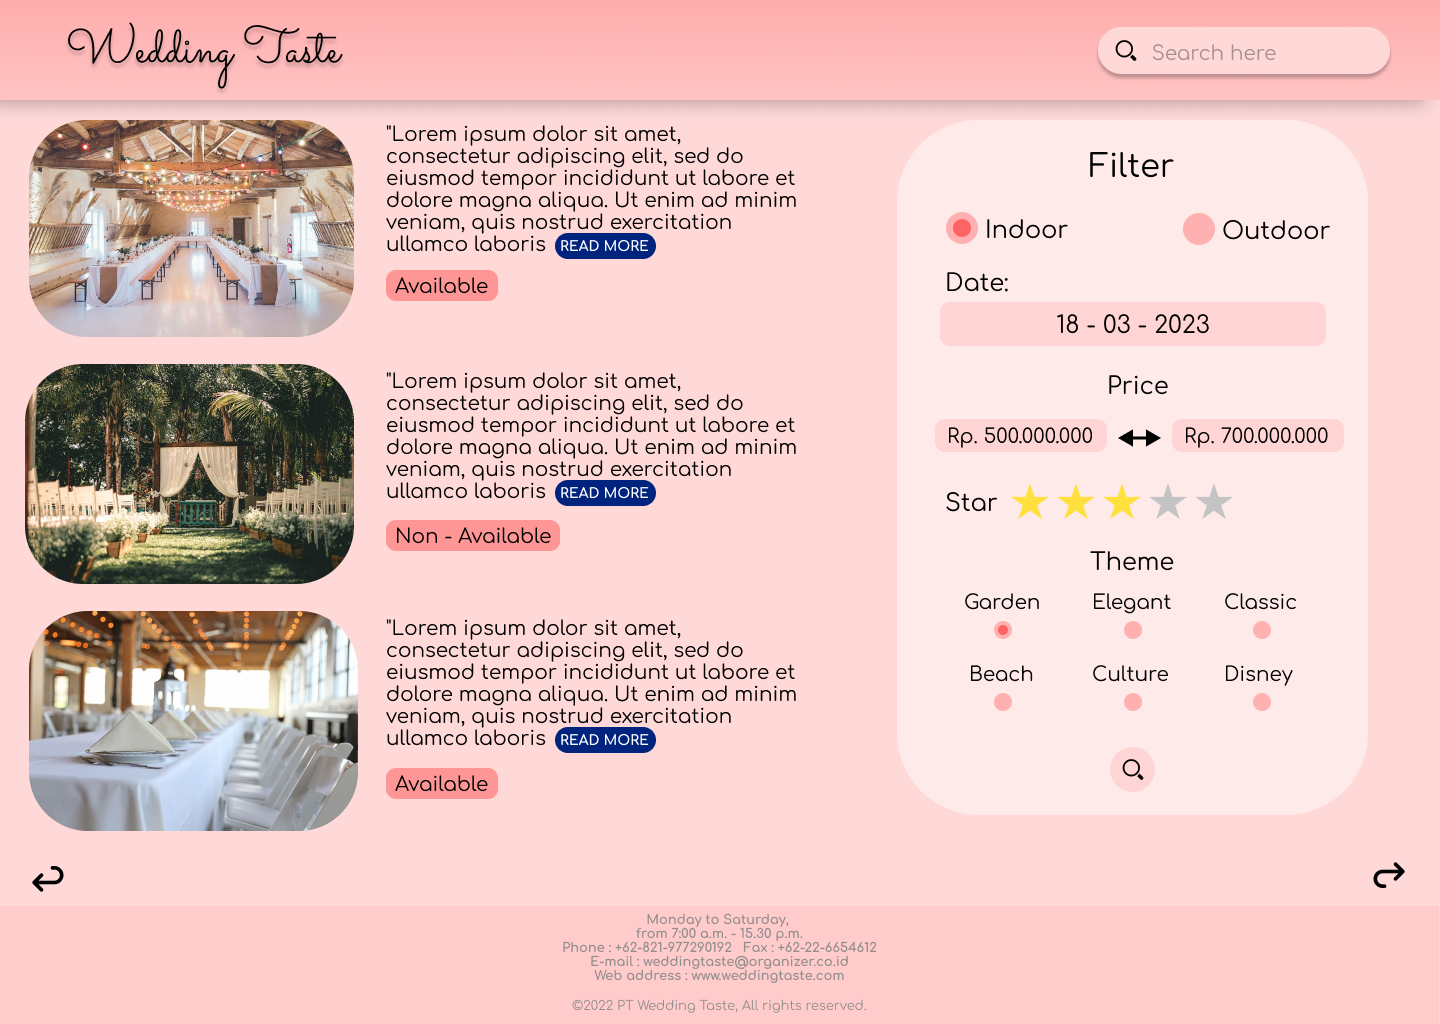 Wedding Taste
Search here
"Lorem ipsum dolor sit amet,
consectetur adipiscing elit, sed do
eiusmod tempor incididunt ut labore et
dolore magna aliqua. Ut enim ad minim
veniam, quis nostrud exercitation
ullamco laboris READ MORE
Available
"Lorem ipsum dolor sit amet,
consectetur adipiscing elit, sed do
eiusmod tempor incididunt ut labore et
dolore magna aliqua. Ut enim ad minim
veniam, quis nostrud exercitation
ullamco laboris READ MORE
Non - Available
"Lorem ipsum dolor sit amet,
consectetur adipiscing elit, sed do
eiusmod tempor incididunt ut labore et
dolore magna aliqua. Ut enim ad minim
veniam, quis nostrud exercitation
ullamco laboris READ MORE
Available
Filter
Indoor Outdoor
Date:
18 - 03 - 2023
Price
Rp. 500.000.000 Rp. 700.000.000
Star
Theme
Garden Elegant Classic
Beach Culture Disney
Monday to Saturday,
from 7:00 a.m. - 15.30 p.m.
Phone : +62-821-977290192 Fax : +62-22-6654612
E-mail : weddingtaste@organizer.co.id
Web address : www.weddingtaste.com
©2022 PT Wedding Taste, All rights reserved.